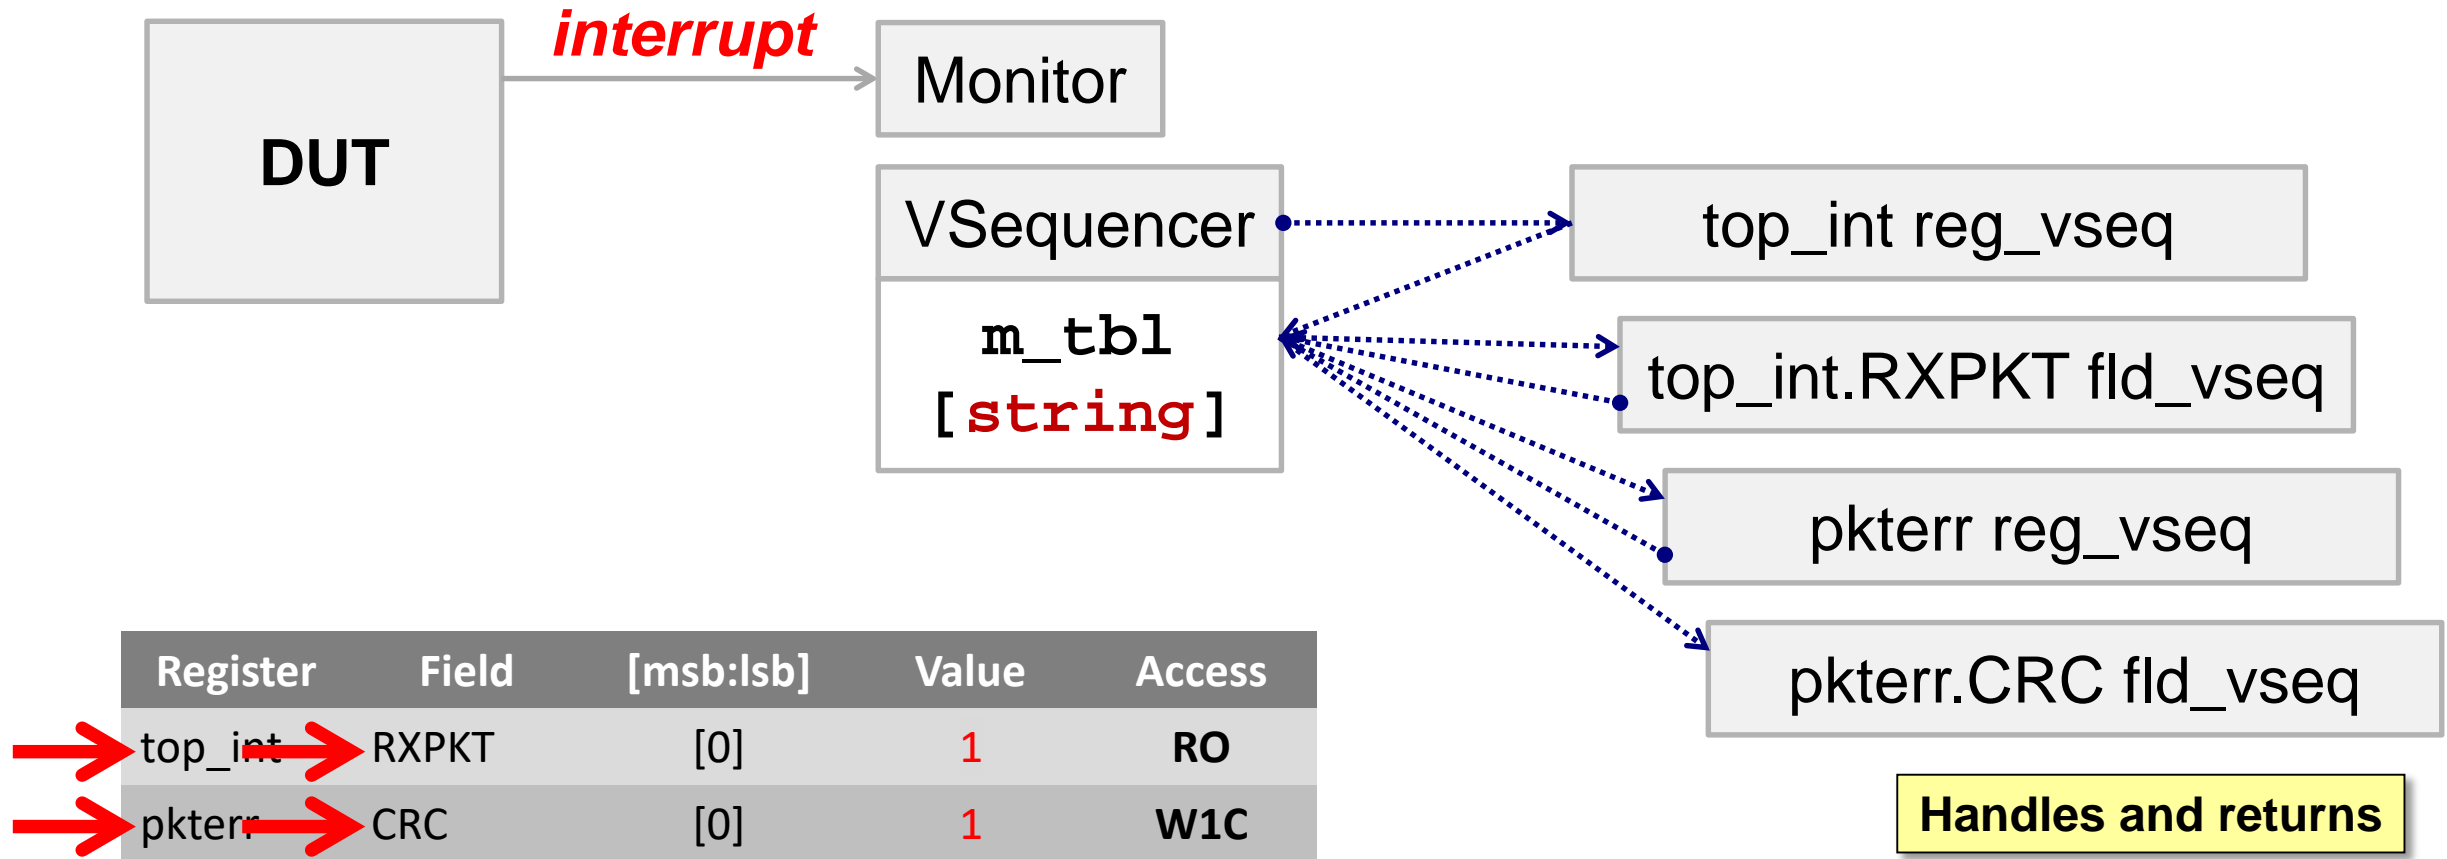 interrupt
DUT
Monitor
VSequencer
m_tbl
[string]
top_int reg_vseq
top_int.RXPKT fld_vseq
pkterr reg_vseq
pkterr.CRC fld_vseq
Register Field [msb:lsb] Value Access
top_int RXPKT [0] 1 RO
pkterr CRC [0] 1 W1C
Handles and returns